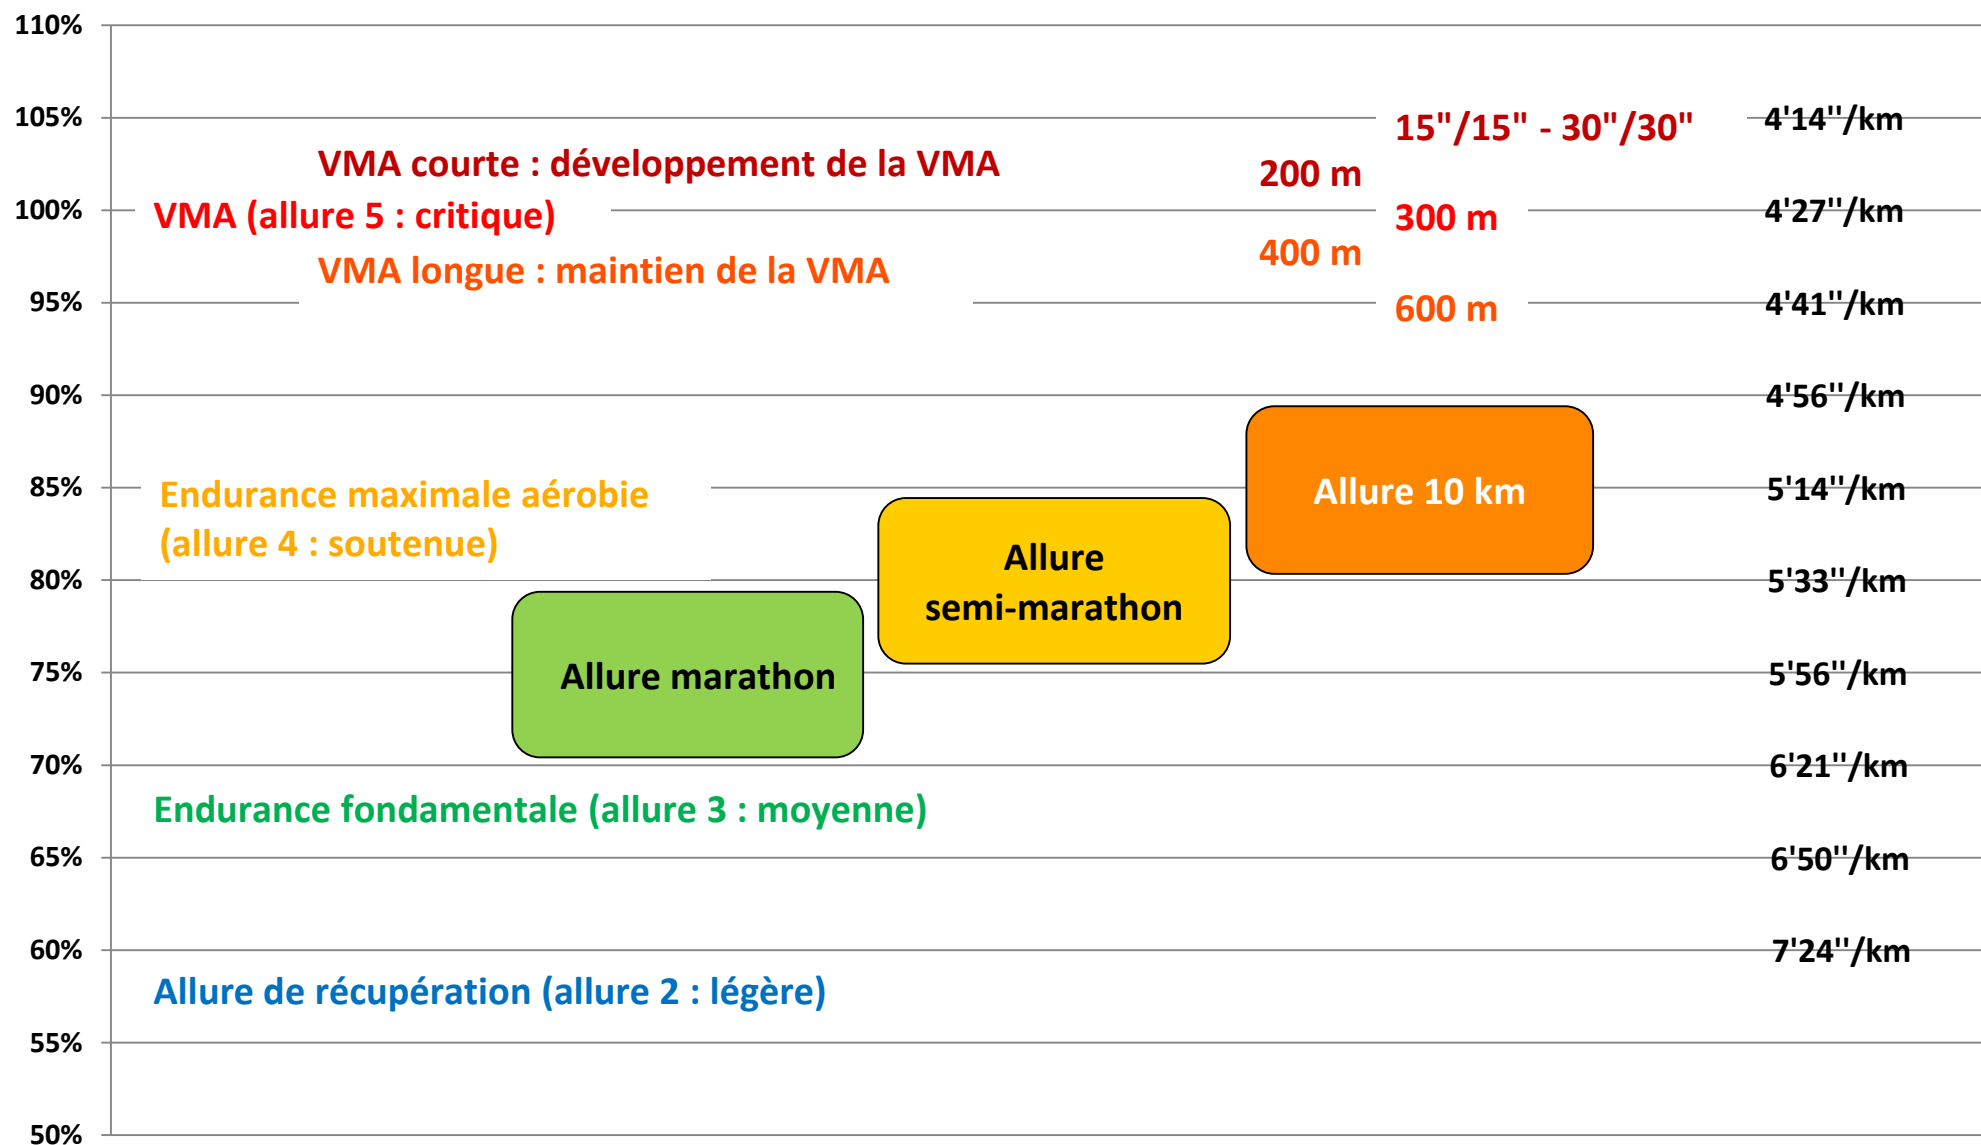 110%
105%
15"/15" - 30"/30"
4'14''/km
VMA courte : développement de la VMA
200 m
100%
VMA (allure 5 : critique)
300 m
4'27''/km
400 m
VMA longue : maintien de la VMA
95%
600 m
4'41''/km
90%
4'56''/km
85%
Endurance maximale aérobie
(allure 4 : soutenue)
Allure 10 km
5'14''/km
Allure
semi-marathon
80%
5'33''/km
75%
Allure marathon
5'56''/km
70%
6'21''/km
Endurance fondamentale (allure 3 : moyenne)
65%
6'50''/km
60%
7'24''/km
Allure de récupération (allure 2 : légère)
55%
50%